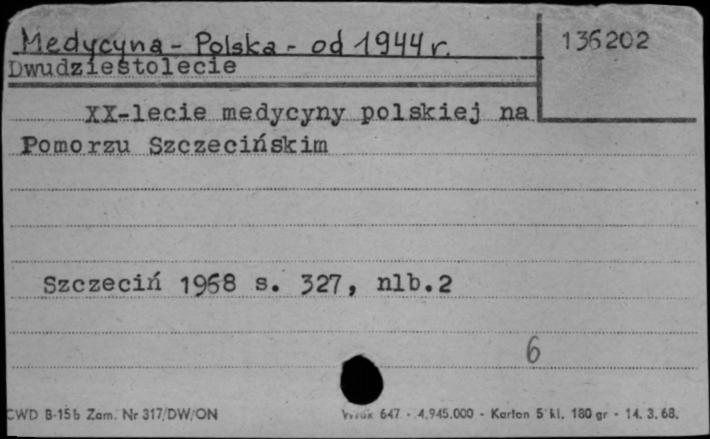 Medycyna - Polska - od 1944 r.
136202
Dwudziestolecie
XX-lecie medycyny polskiej na
Pomorzu Szczecińskim
Szczeciń 1968 s. 327, nlb.2
6
CWD B-15b Zam. Nr 317/DW/ON
647 - 4.945.000 - Karton 5 kl. 180 gr - 14.3.68.